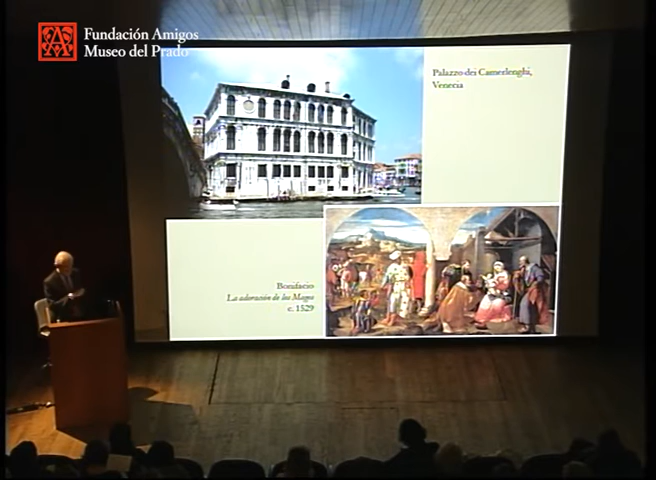 Fundación Amigos
Museo del Prado
Palazzo dei Camerlenghi,
Venecia
Bonifacio
La adoración de los Magos
c. 1529